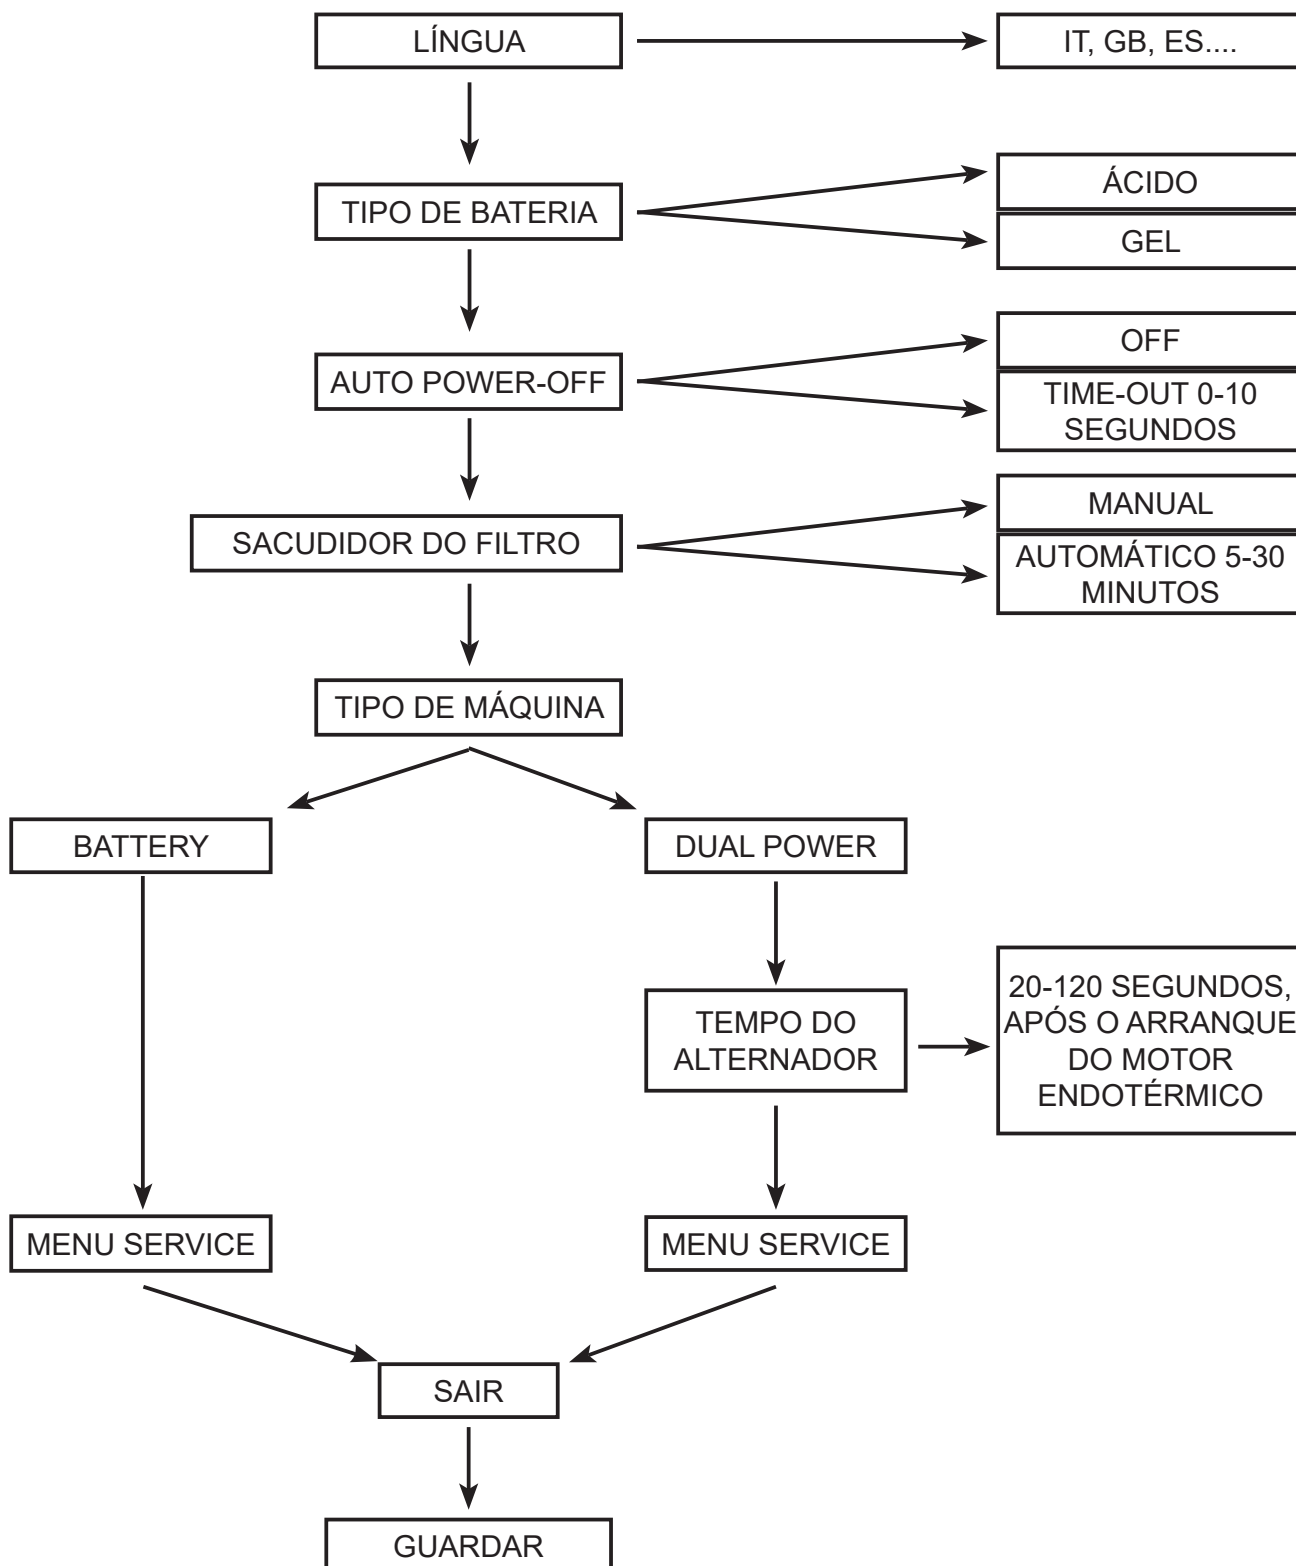 LÍNGUA
IT, GB, ES....
TIPO DE BATERIA
ÁCIDO
GEL
AUTO POWER-OFF
OFF
TIME-OUT 0-10
SEGUNDOS
SACUDIDOR DO FILTRO
MANUAL
AUTOMÁTICO 5-30
MINUTOS
TIPO DE MÁQUINA
BATTERY
DUAL POWER
TEMPO DO
ALTERNADOR
20-120 SEGUNDOS,
APÓS O ARRANQUE
DO MOTOR
ENDOTÉRMICO
MENU SERVICE
MENU SERVICE
SAIR
GUARDAR